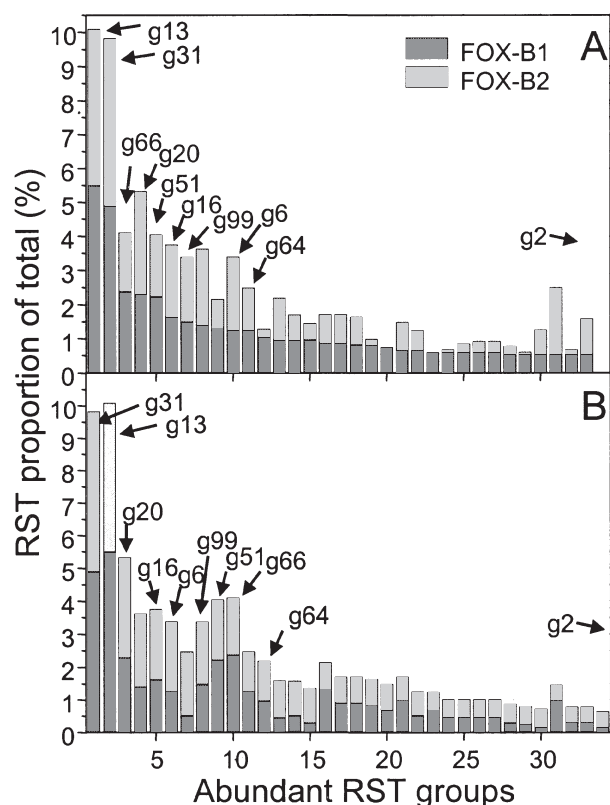 A
FOX-B1
FOX-B2
g13
g31
g66
g20
g51
g16
g99
g6
g64
g2
10
9
8
7
6
5
4
3
2
1
0
RST proportion of total (%)
B
g31
g13
g20
g16
g6
g99
g51
g66
g64
g2
10
9
8
7
6
5
4
3
2
1
0
5 10 15 20 25 30
Abundant RST groups